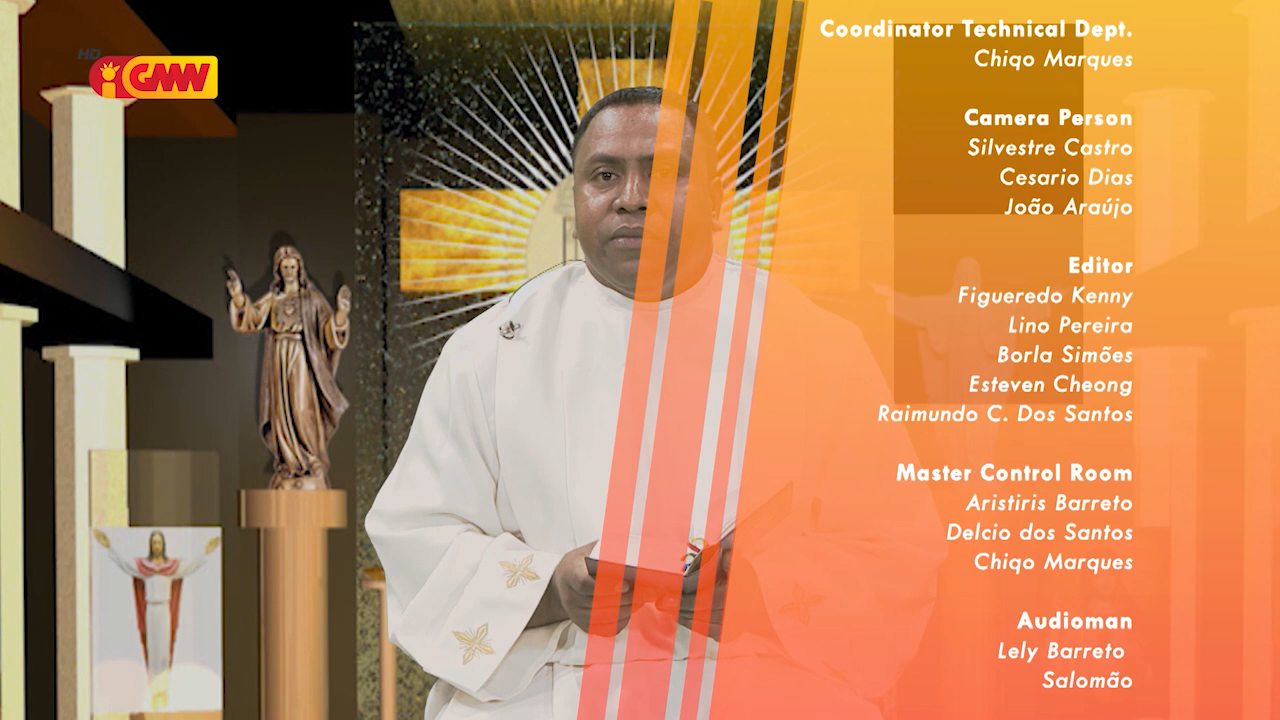 HD
GMW
Coordinator Technical Dept.
Chiqo Marques
Camera Person
Silvestre Castro
Cesario Dias
João Araújo
Editor
Figueredo Kenny
Lino Pereira
Borla Simões
Esteven Cheong
Raimundo C. Dos Santos
Master Control Room
Aristiris Barreto
Delcio dos Santos
Chiqo Marques
Audioman
Lely Barreto
Salomão